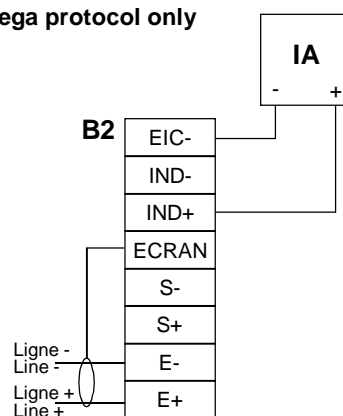 ega protocol only
IA
- +
B2
EIC-
IND-
IND+
ECRAN
S-
S+
Ligne -
Line -
E-
Ligne +
Line +
E+